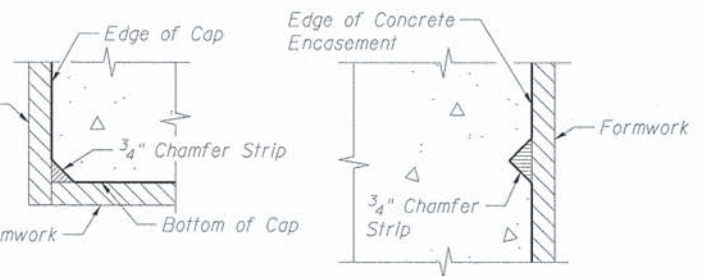 Edge of Cap
3/4" Chamfer Strip
Bottom of Cap
mwork
Edge of Concrete
Encasement
Formwork
3/4" Chamfer
Strip